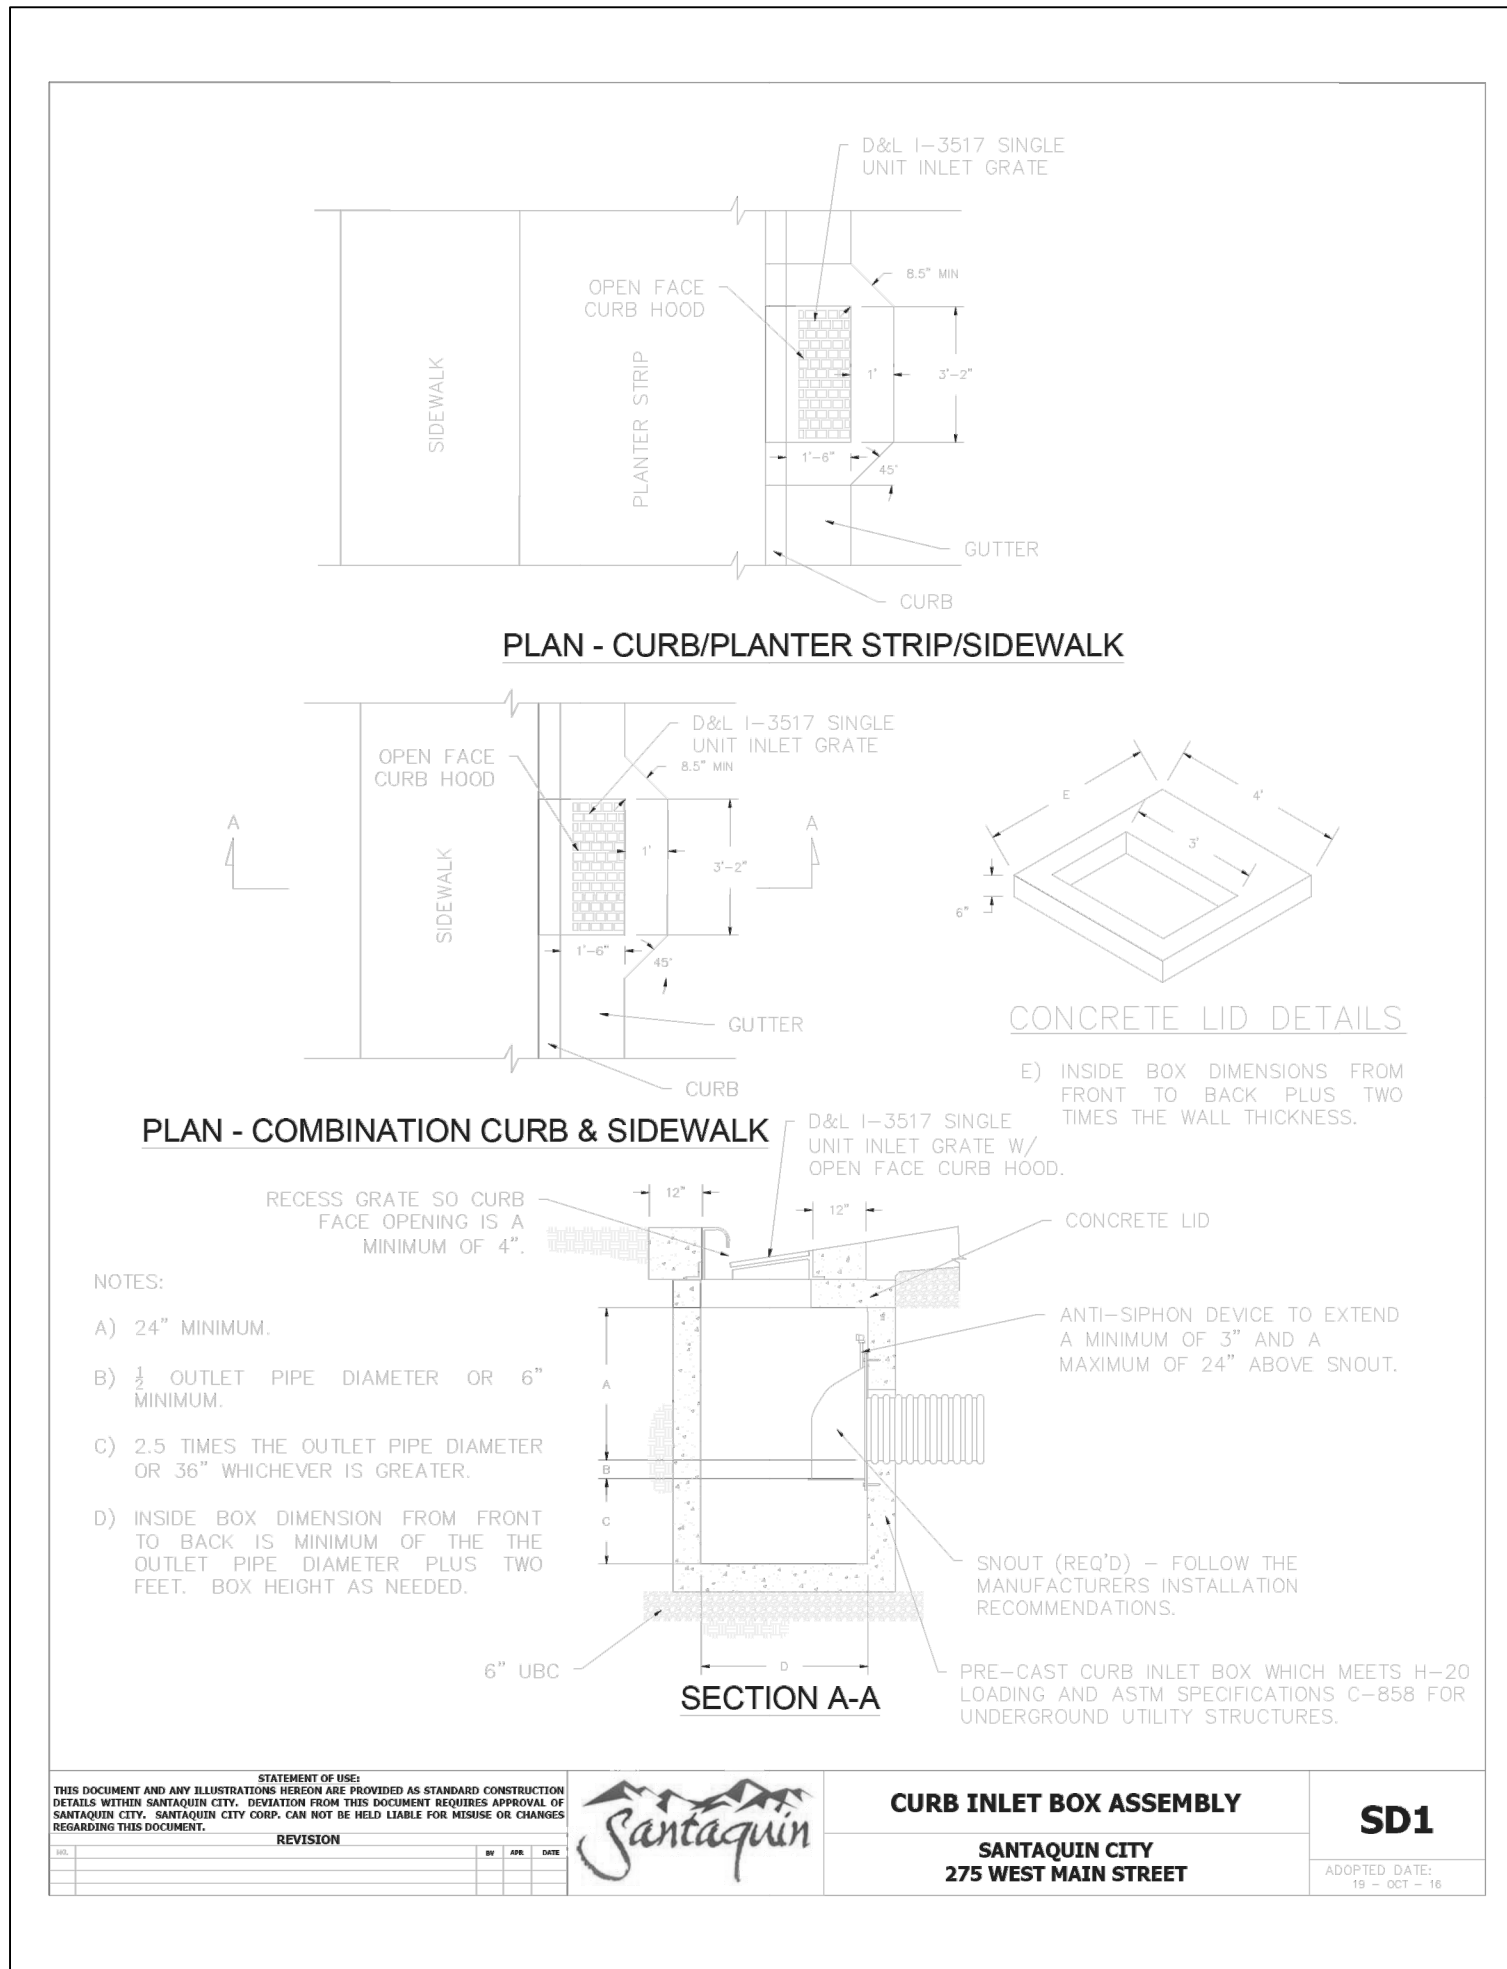 D&L I-3517 SINGLE
UNIT INLET GRATE
8.5" MIN
OPEN FACE
CURB HOOD
SIDEWALK
PLANTER STRIP
1'
3'-2"
1'-6"
45°
GUTTER
CURB
PLAN - CURB/PLANTER STRIP/SIDEWALK
D&L I-3517 SINGLE
UNIT INLET GRATE
OPEN FACE
CURB HOOD
8.5" MIN
A
A
SIDEWALK
1'
3'-2"
1'-6"
45°
GUTTER
CURB
PLAN - COMBINATION CURB & SIDEWALK
E
4'
3'
6"
CONCRETE LID DETAILS
E) INSIDE BOX DIMENSIONS FROM
FRONT TO BACK PLUS TWO
TIMES THE WALL THICKNESS.
D&L I-3517 SINGLE
UNIT INLET GRATE W/
OPEN FACE CURB HOOD.
RECESS GRATE SO CURB
FACE OPENING IS A
MINIMUM OF 4".
12"
12"
CONCRETE LID
NOTES:
A) 24" MINIMUM.
B) ½ OUTLET PIPE DIAMETER OR 6"
MINIMUM.
C) 2.5 TIMES THE OUTLET PIPE DIAMETER
OR 36" WHICHEVER IS GREATER.
D) INSIDE BOX DIMENSION FROM FRONT
TO BACK IS MINIMUM OF THE THE
OUTLET PIPE DIAMETER PLUS TWO
FEET. BOX HEIGHT AS NEEDED.
A
B
C
D
ANTI-SIPHON DEVICE TO EXTEND
A MINIMUM OF 3" AND A
MAXIMUM OF 24" ABOVE SNOUT.
SNOUT (REQ'D) - FOLLOW THE
MANUFACTURERS INSTALLATION
RECOMMENDATIONS.
6" UBC
PRE-CAST CURB INLET BOX WHICH MEETS H-20
LOADING AND ASTM SPECIFICATIONS C-858 FOR
UNDERGROUND UTILITY STRUCTURES.
SECTION A-A
STATEMENT OF USE:
THIS DOCUMENT AND ANY ILLUSTRATIONS HEREON ARE PROVIDED AS STANDARD CONSTRUCTION
DETAILS WITHIN SANTAQUIN CITY. DEVIATION FROM THIS DOCUMENT REQUIRES APPROVAL OF
SANTAQUIN CITY. SANTAQUIN CITY CORP. CAN NOT BE HELD LIABLE FOR MISUSE OR CHANGES
REGARDING THIS DOCUMENT.
REVISION
NO. BY APR. DATE
Santaquin
CURB INLET BOX ASSEMBLY
SANTAQUIN CITY
275 WEST MAIN STREET
SD1
ADOPTED DATE:
19 - OCT - 16